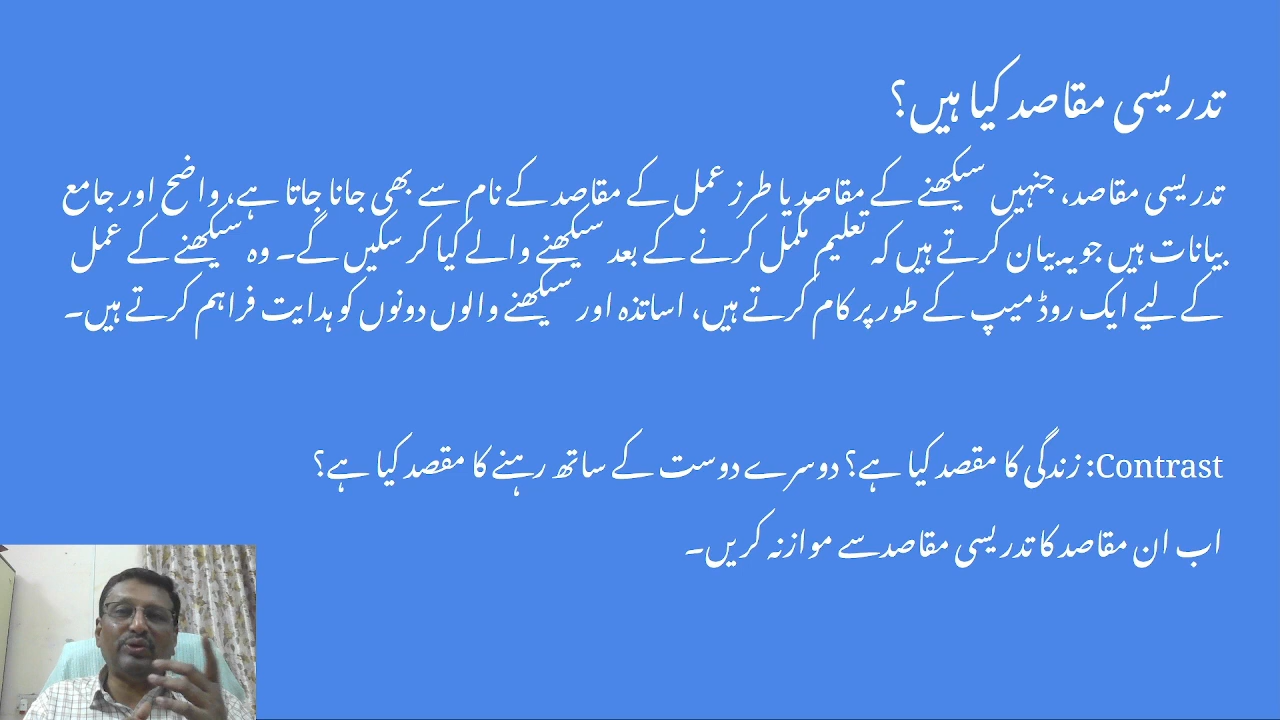 تدریسی مقاصد کیا ہیں؟
تدریسی مقاصد، جنہیں سیکھنے کے مقاصد یا طرز عمل کے مقاصد کے نام سے بھی جانا جاتا ہے، واضح اور جامع
بیانات ہیں جو یہ بیان کرتے ہیں کہ تعلیم مکمل کرنے کے بعد سیکھنے والے کیا کر سکیں گے۔ وہ سیکھنے کے عمل
کے لیے ایک روڈ میپ کے طور پر کام کرتے ہیں، اساتذہ اور سیکھنے والوں دونوں کو ہدایت فراہم کرتے ہیں۔
Contrast: زندگی کا مقصد کیا ہے؟ دوسرے دوست کے ساتھ رہنے کا مقصد کیا ہے؟
اب ان مقاصد کا تدریسی مقاصدسے موازنہ کریں۔